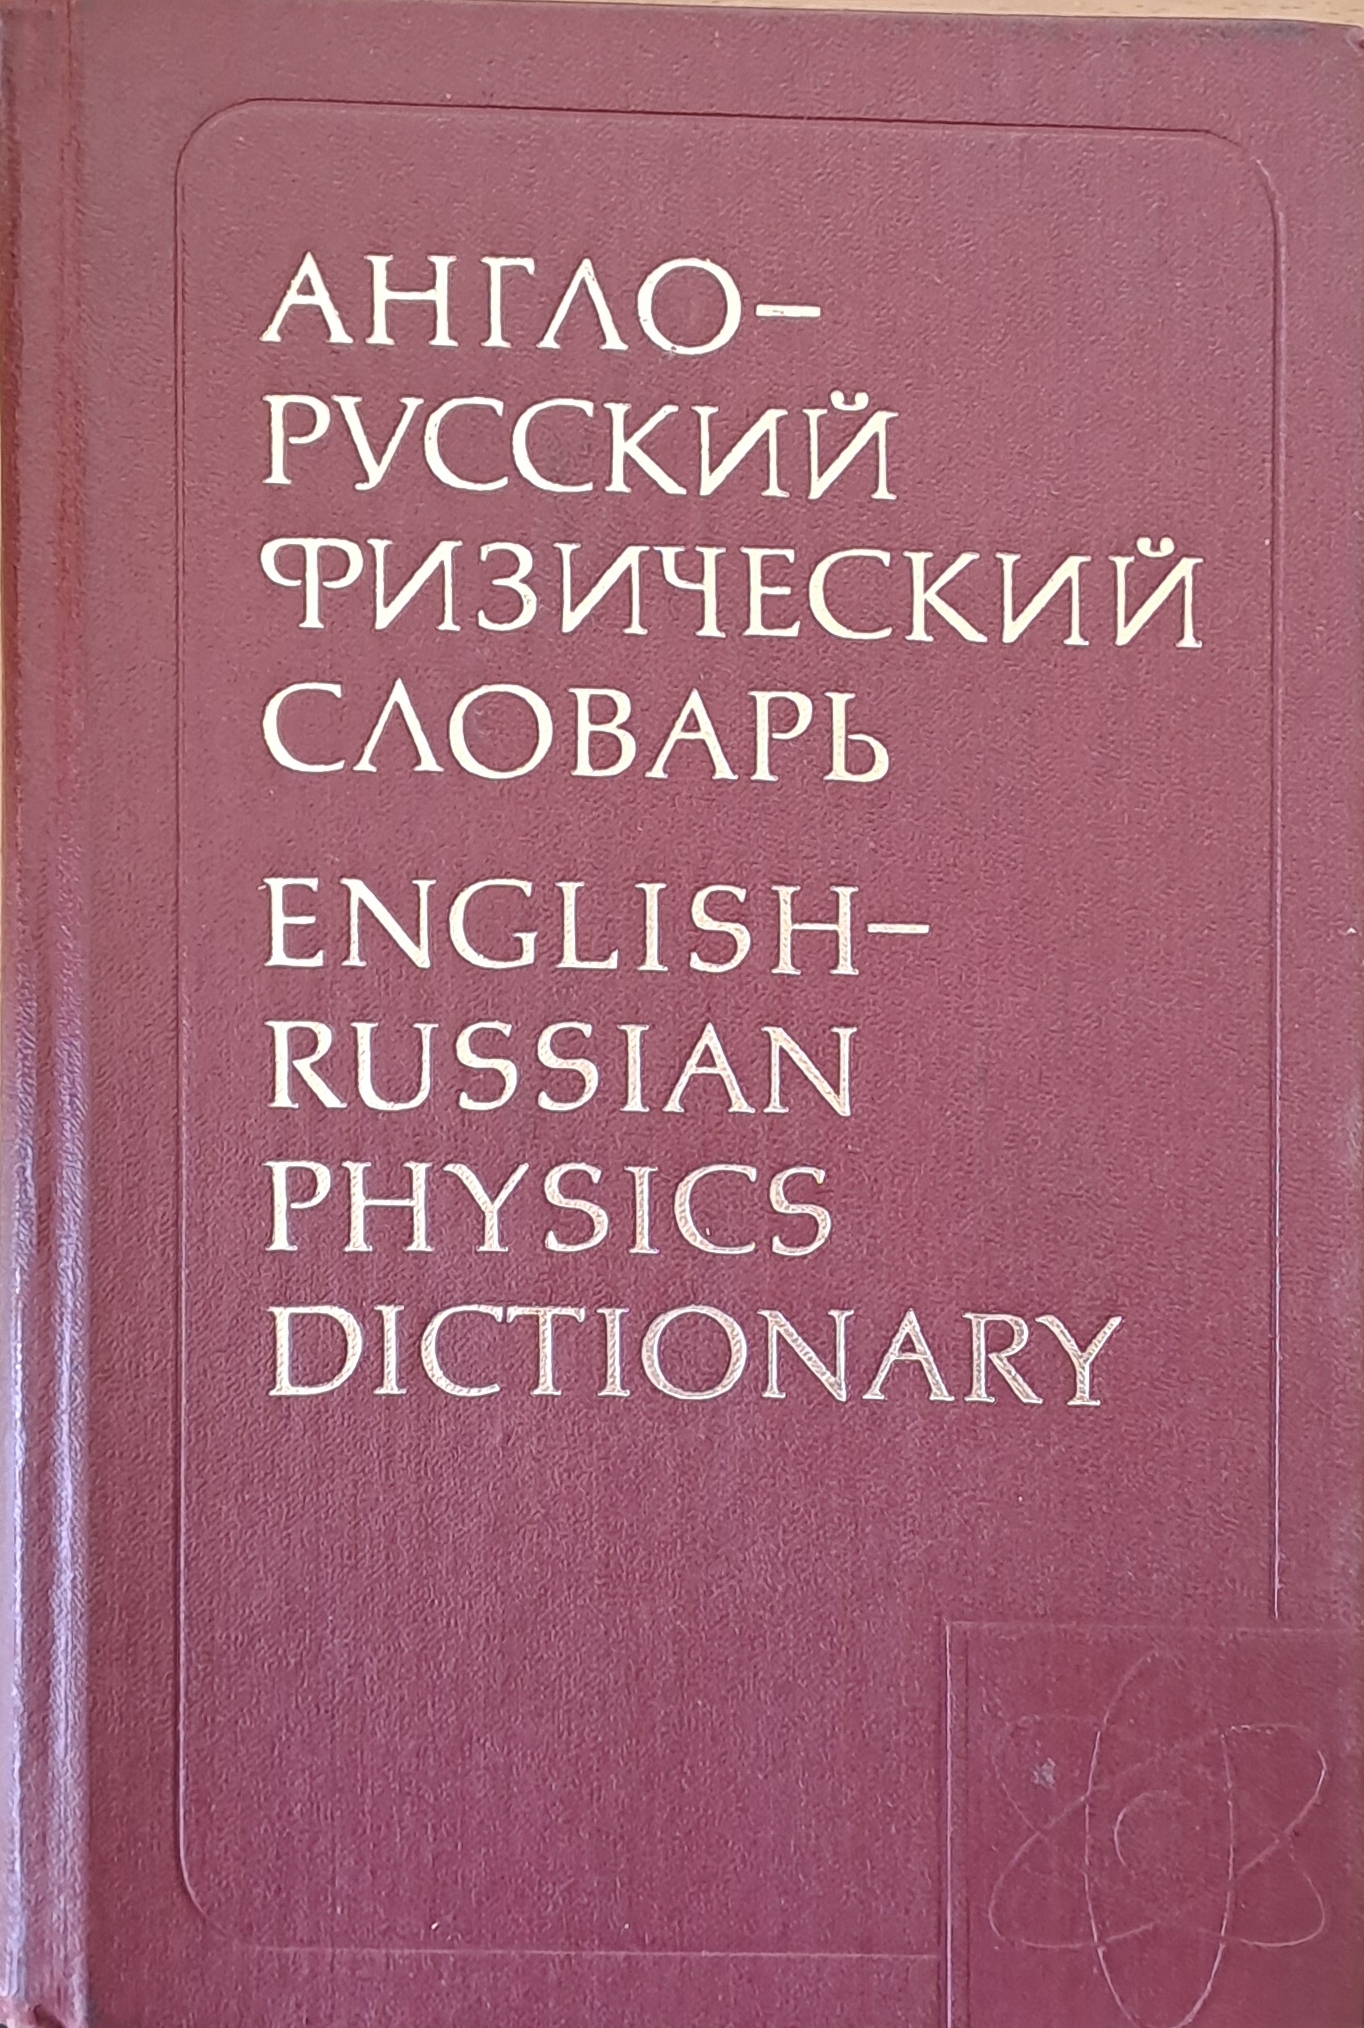 АНГЛО-
РУССКИЙ
ФИЗИЧЕСКИЙ
СЛОВАРЬ
ENGLISH-
RUSSIAN
PHYSICS
DICTIONARY